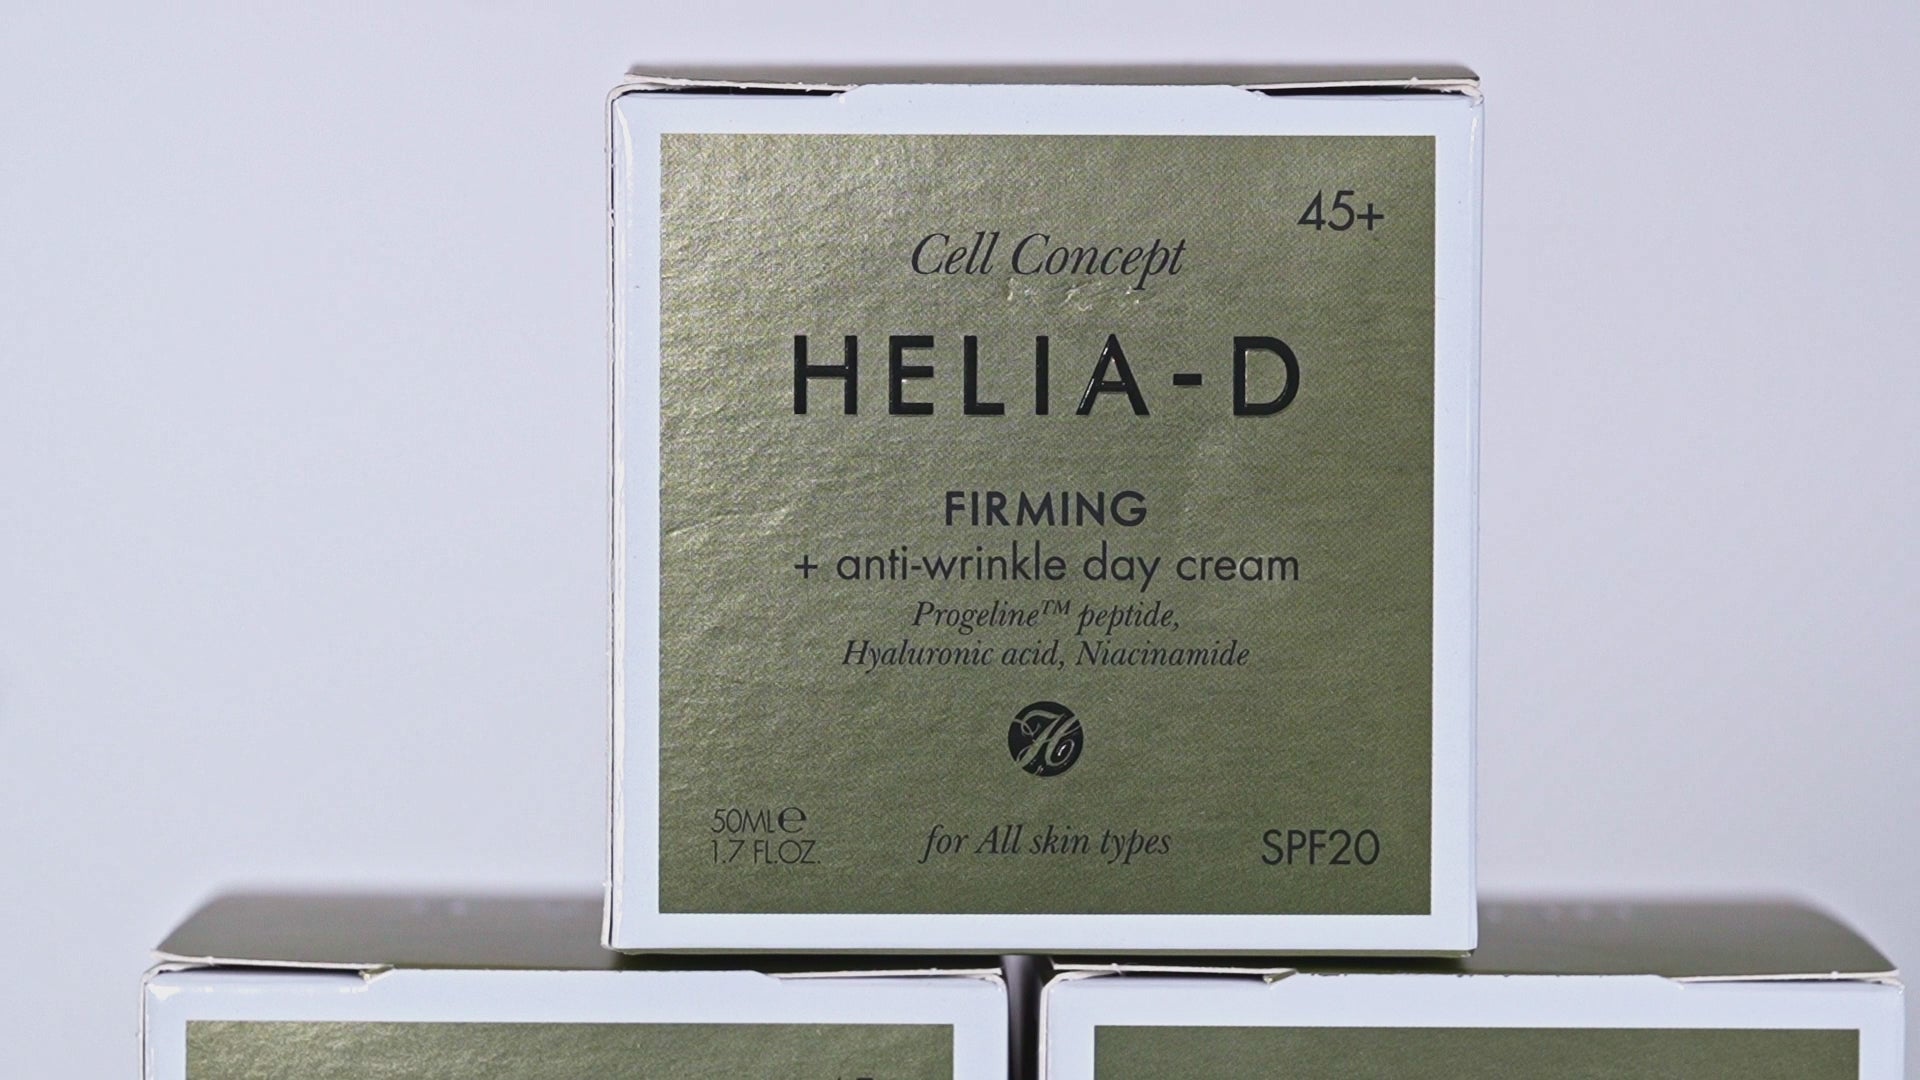 45+
Cell Concept
HELIA-D
FIRMING
+ anti-wrinkle day cream
Progeline™ peptide,
Hyaluronic acid, Niacinamide
H
50ML℮
1.7 FL.OZ.
for All skin types
SPF20